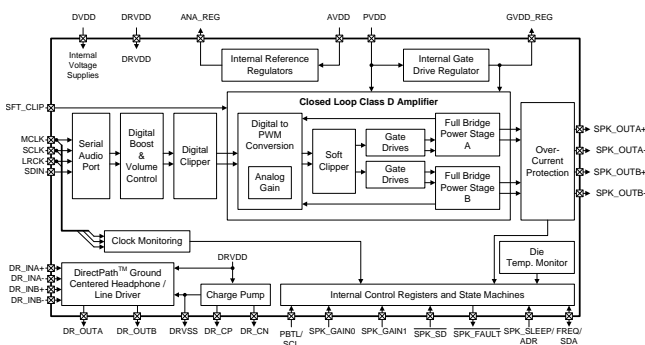 DVDD
DRVDD
ANA_REG
AVDD
PVDD
GVDD_REG
Internal
Voltage
Supplies
DRVDD
Internal Reference
Regulators
Internal Gate
Drive Regulator
SFT_CLIP
Closed Loop Class D Amplifier
MCLK
SCLK
LRCK
SDIN
Serial
Audio
Port
Digital
Boost
&
Volume
Control
Digital
Clipper
Digital to
PWM
Conversion
Analog
Gain
Soft
Clipper
Gate
Drives
Gate
Drives
Full Bridge
Power Stage
A
Full Bridge
Power Stage
B
Over-
Current
Protection
SPK_OUTA+
SPK_OUTA-
SPK_OUTB+
SPK_OUTB-
Clock Monitoring
Die
Temp. Monitor
DR_INA+
DR_INA-
DR_INB+
DR_INB-
DirectPath™ Ground
Centered Headphone /
Line Driver
DRVDD
Charge Pump
Internal Control Registers and State Machines
DR_OUTA
DR_OUTB
DRVSS
DR_CP
DR_CN
PBTL/
SCL
SPK_GAIN0
SPK_GAIN1
SPK_SD
SPK_FAULT
SPK_SLEEP/
ADR
FREQ/
SDA